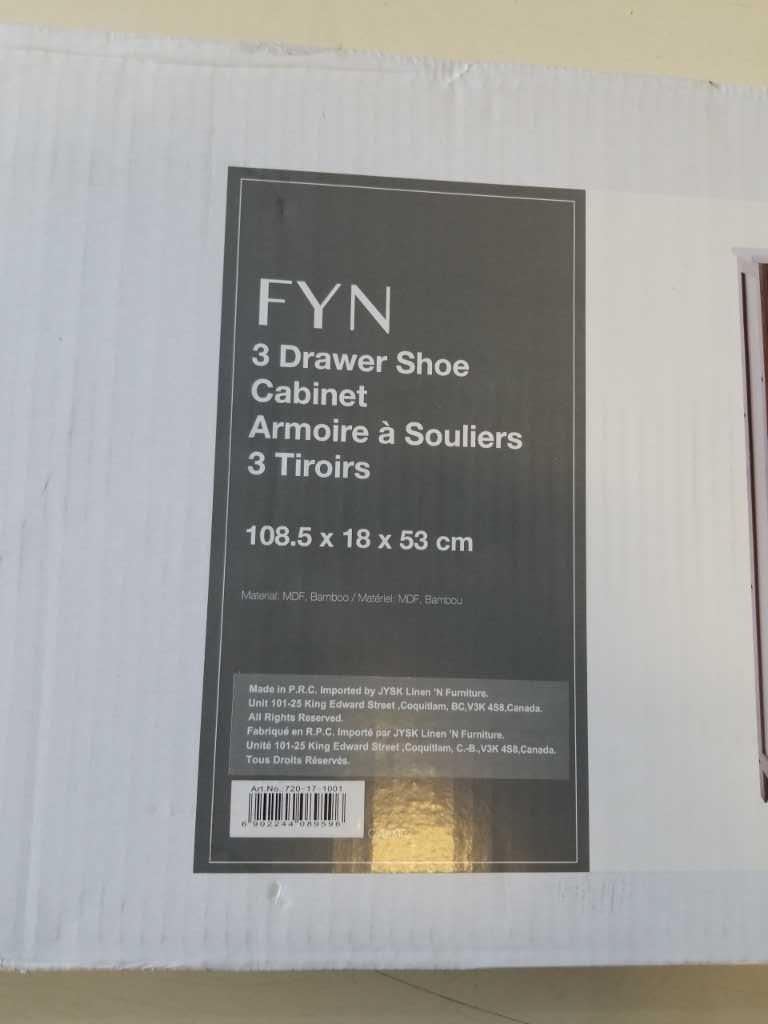 FYN
3 Drawer Shoe
Cabinet
Armoire à Souliers
3 Tiroirs
108.5 x 18 x 53 cm
Material: MDF, Bamboo / Matériel: MDF, Bambou
Made in P.R.C. Imported by JYSK Linen 'N Furniture.
Unit 101-25 King Edward Street ,Coquitlam, BC,V3K 4S8,Canada.
All Rights Reserved.
Fabriqué en R.P.C. Importé par JYSK Linen 'N Furniture.
Unité 101-25 King Edward Street ,Coquitlam, C.-B.,V3K 4S8,Canada.
Tous Droits Réservés.
Art.No.:720-17-1001
6 902244 089596